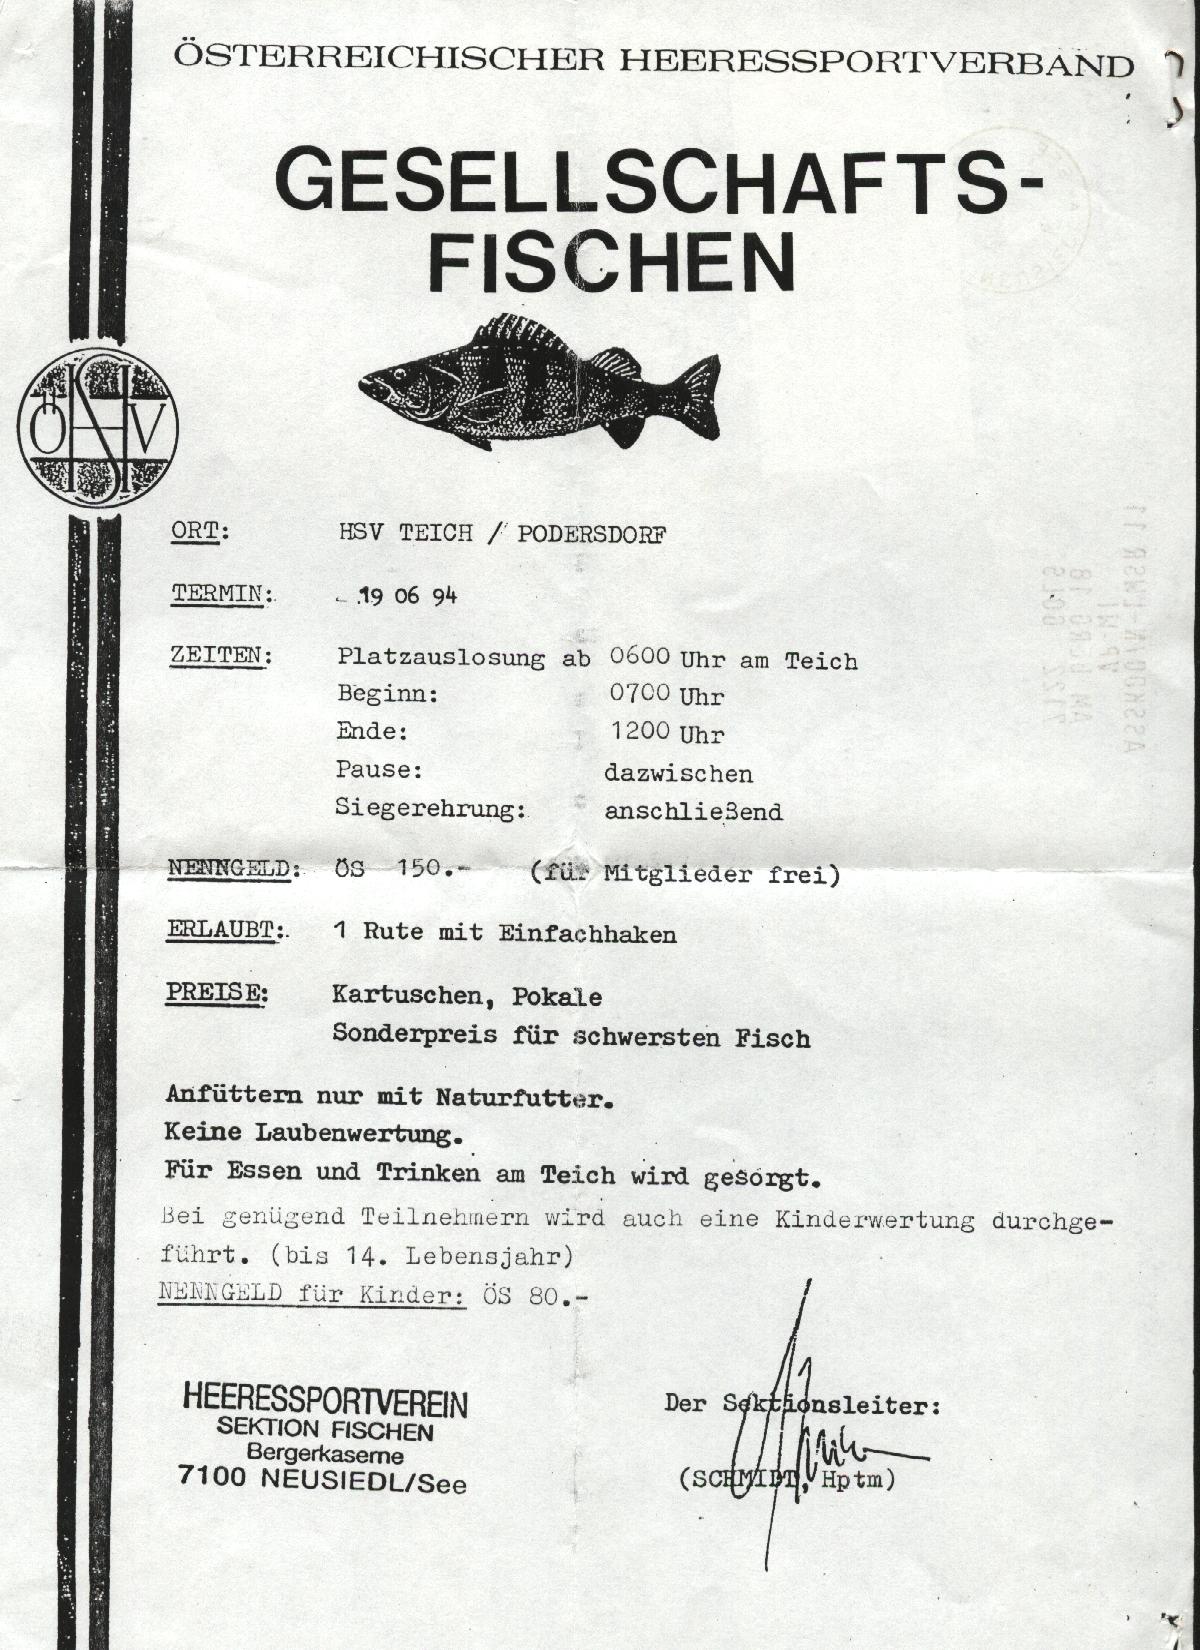 ÖSTERREICHISCHER HEERESSPORTVERBAND
GESELLSCHAFTS-
FISCHEN
ÖHSV
ORT: HSV TEICH / PODERSDORF
TERMIN: 19 06 94
ZEITEN: Platzauslosung ab 0600 Uhr am Teich
Beginn: 0700 Uhr
Ende: 1200 Uhr
Pause: dazwischen
Siegerehrung: anschließend
NENNGELD: ÖS 150.- (für Mitglieder frei)
ERLAUBT: 1 Rute mit Einfachhaken
PREISE: Kartuschen, Pokale
Sonderpreis für schwersten Fisch
Anfüttern nur mit Naturfutter.
Keine Laubenwertung.
Für Essen und Trinken am Teich wird gesorgt.
Bei genügend Teilnehmern wird auch eine Kinderwertung durchge-
führt. (bis 14. Lebensjahr)
NENNGELD für Kinder: ÖS 80.-
HEERESSPORTVEREIN
SEKTION FISCHEN
Bergerkaserne
7100 NEUSIEDL/See
Der Sektionsleiter:
(SCHMIDT, Hptm)